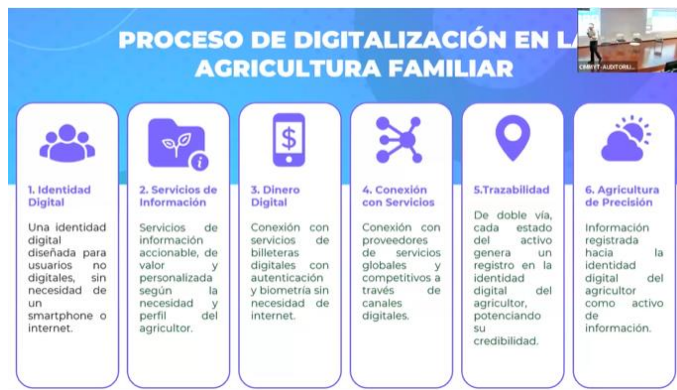 PROCESO DE DIGITALIZACIÓN EN LA
AGRICULTURA FAMILIAR
1. Identidad
Digital
Una identidad
digital
diseñada para
usuarios no
digitales, sin
necesidad de
un
smartphone o
internet.
2. Servicios de
Información
Servicios de
información
accionable, de
valor y
personalizada
según la
necesidad y
perfil del
agricultor.
3. Dinero
Digital
Conexión con
servicios de
billeteras
digitales con
autenticación
y biometría sin
necesidad de
internet.
4. Conexión
con Servicios
Conexión con
proveedores
de servicios
globales y
competitivos a
través de
canales
digitales.
5.Trazabilidad
De doble vía,
cada estado
del activo
genera un
registro en la
identidad
digital del
agricultor,
potenciando
su
credibilidad.
6. Agricultura
de Precisión
Información
registrada
hacia la
identidad
digital del
agricultor
como activo
de
información.